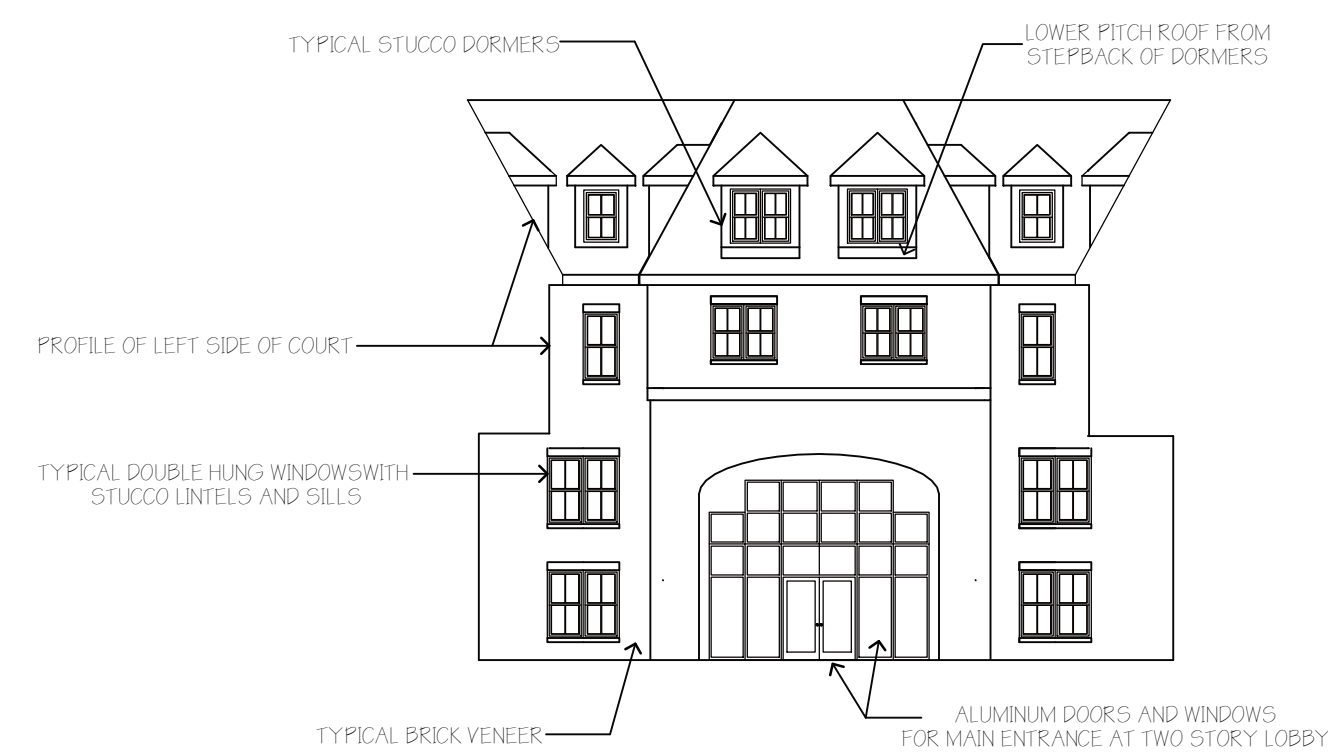 TYPICAL STUCCO DORMERS
LOWER PITCH ROOF FROM
STEPBACK OF DORMERS
PROFILE OF LEFT SIDE OF COURT
TYPICAL DOUBLE HUNG WINDOWSWITH
STUCCO LINTELS AND SILLS
TYPICAL BRICK VENEER
ALUMINUM DOORS AND WINDOWS
FOR MAIN ENTRANCE AT TWO STORY LOBBY